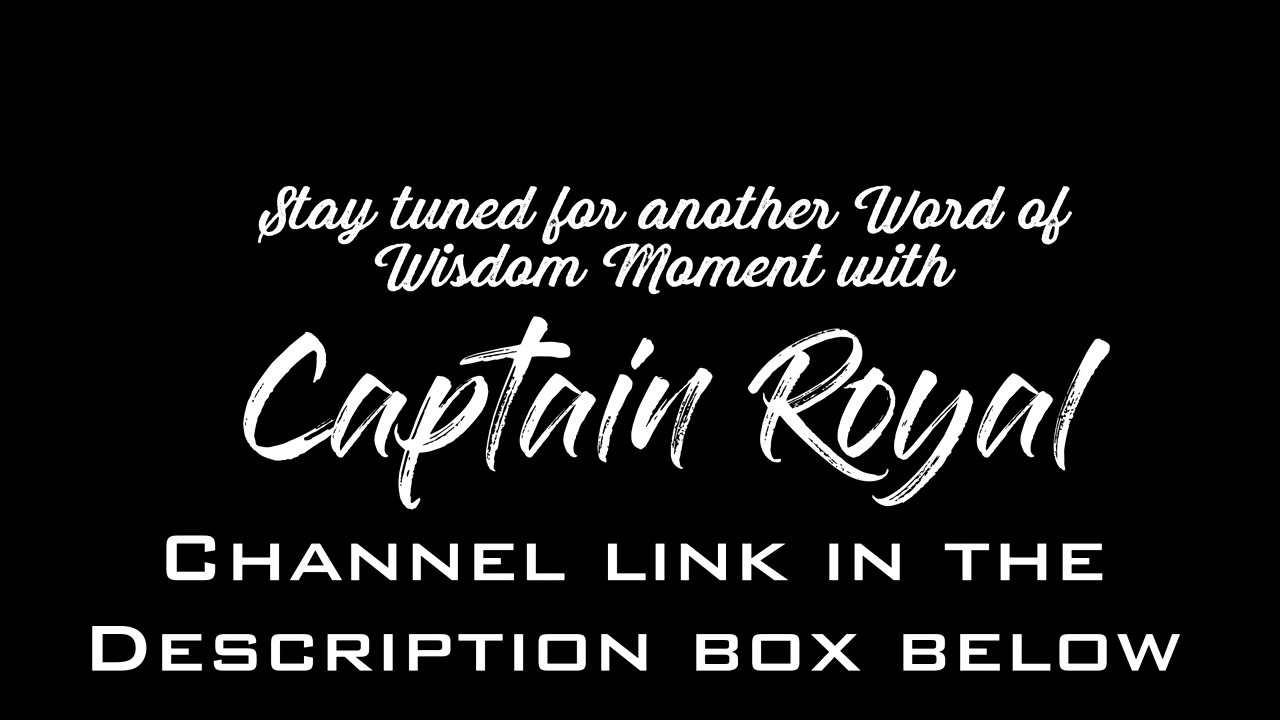 Stay tuned for another Word of
Wisdom Moment with
Captain Royal
Channel link in the
Description box below